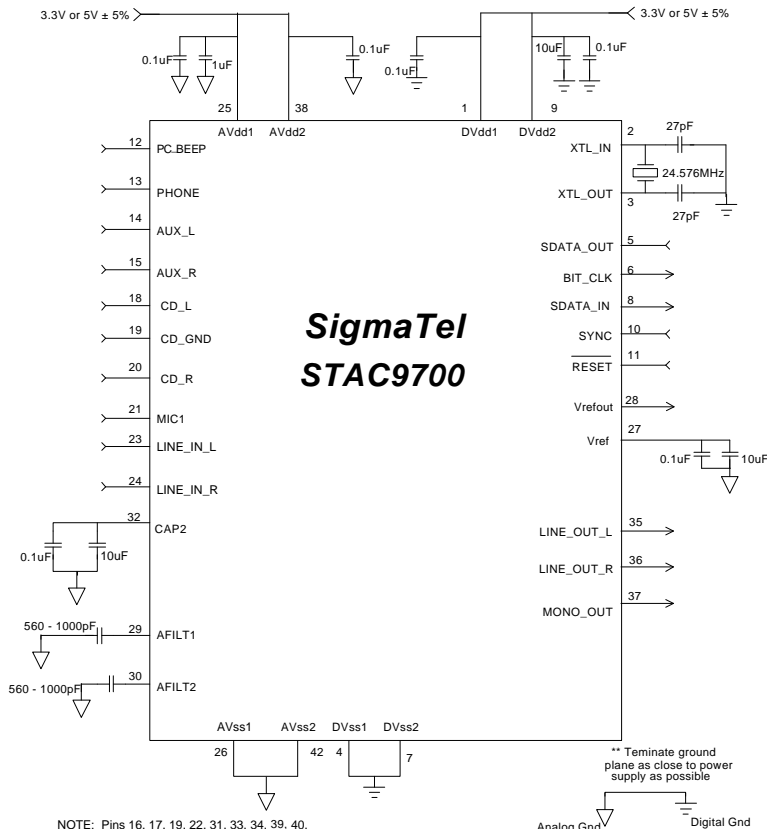 3.3V or 5V ± 5%
3.3V or 5V ± 5%
0.1uF
1uF
0.1uF
0.1uF
10uF
0.1uF
25
38
1
9
AVdd1
AVdd2
DVdd1
DVdd2
12
PC_BEEP
13
PHONE
14
AUX_L
15
AUX_R
18
CD_L
19
CD_GND
20
CD_R
21
MIC1
23
LINE_IN_L
24
LINE_IN_R
32
CAP2
0.1uF
10uF
560 - 1000pF
29
AFILT1
30
AFILT2
560 - 1000pF
SigmaTel
STAC9700
2
XTL_IN
27pF
24.576MHz
XTL_OUT
3
27pF
SDATA_OUT
5
BIT_CLK
6
SDATA_IN
8
SYNC
10
RESET
11
Vrefout
28
Vref
27
0.1uF
10uF
LINE_OUT_L
35
LINE_OUT_R
36
MONO_OUT
37
AVss1
AVss2
DVss1
DVss2
26
42
4
7
** Teminate ground
plane as close to power
supply as possible
Analog Gnd
Digital Gnd
NOTE: Pins 16, 17, 19, 22, 31, 33, 34, 39, 40,